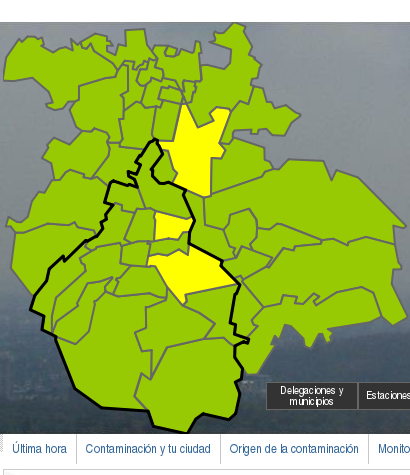 Delegaciones y
municipios
Estaciones
Última hora
Contaminación y tu ciudad
Origen de la contaminación
Monito